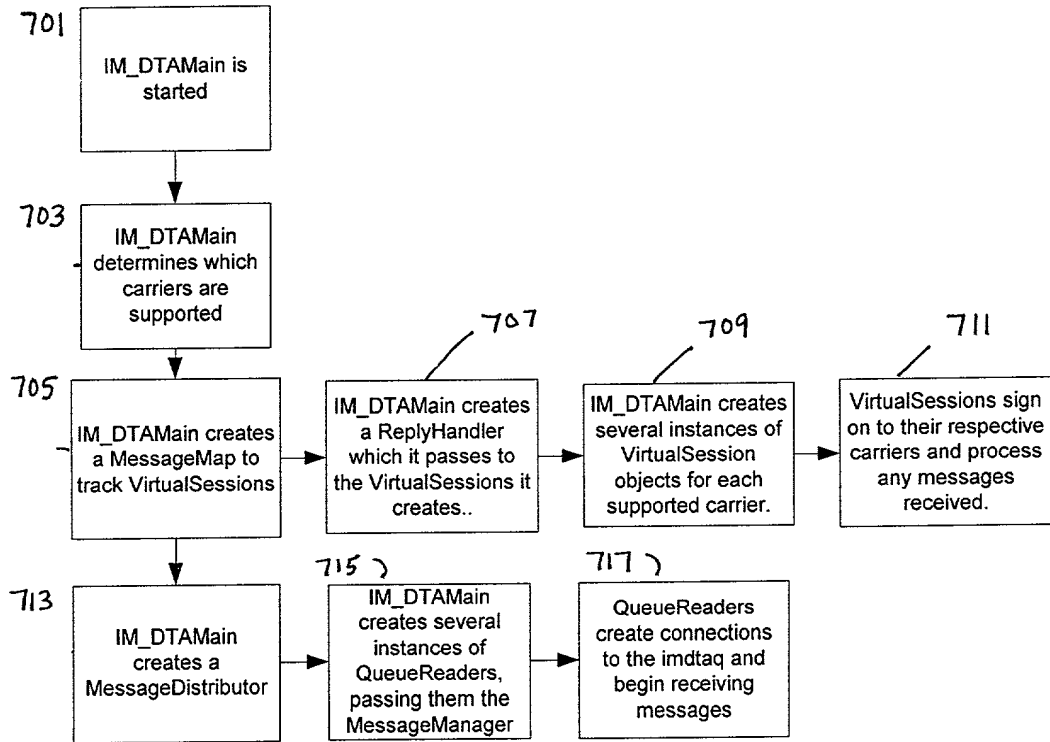 701
IM_DTAMain is
started
703
IM_DTAMain
determines which
carriers are
supported
705
IM_DTAMain creates
a MessageMap to
track VirtualSessions
707
IM_DTAMain creates
a ReplyHandler
which it passes to
the VirtualSessions it
creates..
709
IM_DTAMain creates
several instances of
VirtualSession
objects for each
supported carrier.
711
VirtualSessions sign
on to their respective
carriers and process
any messages
received.
713
IM_DTAMain
creates a
MessageDistributor
715
IM_DTAMain
creates several
instances of
QueueReaders,
passing them the
MessageManager
717
QueueReaders
create connections
to the imdtaq and
begin receiving
messages